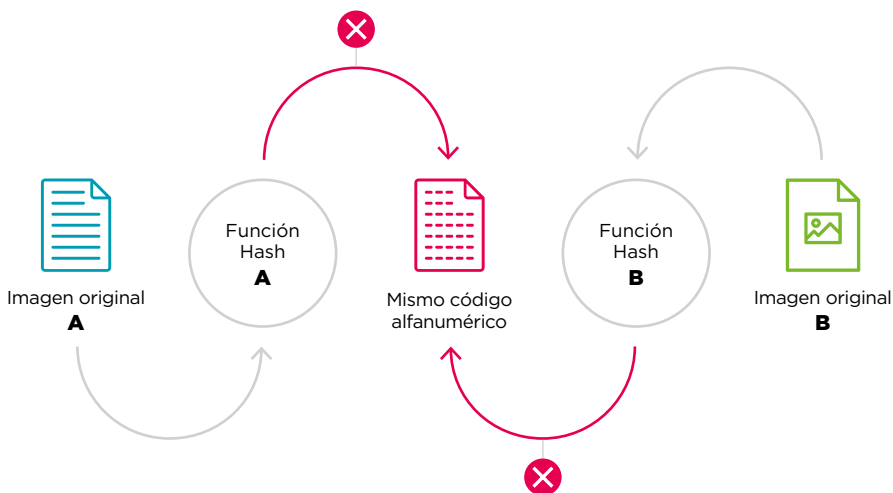 Imagen original
A
Función
Hash
A
Mismo código
alfanumérico
Función
Hash
B
Imagen original
B